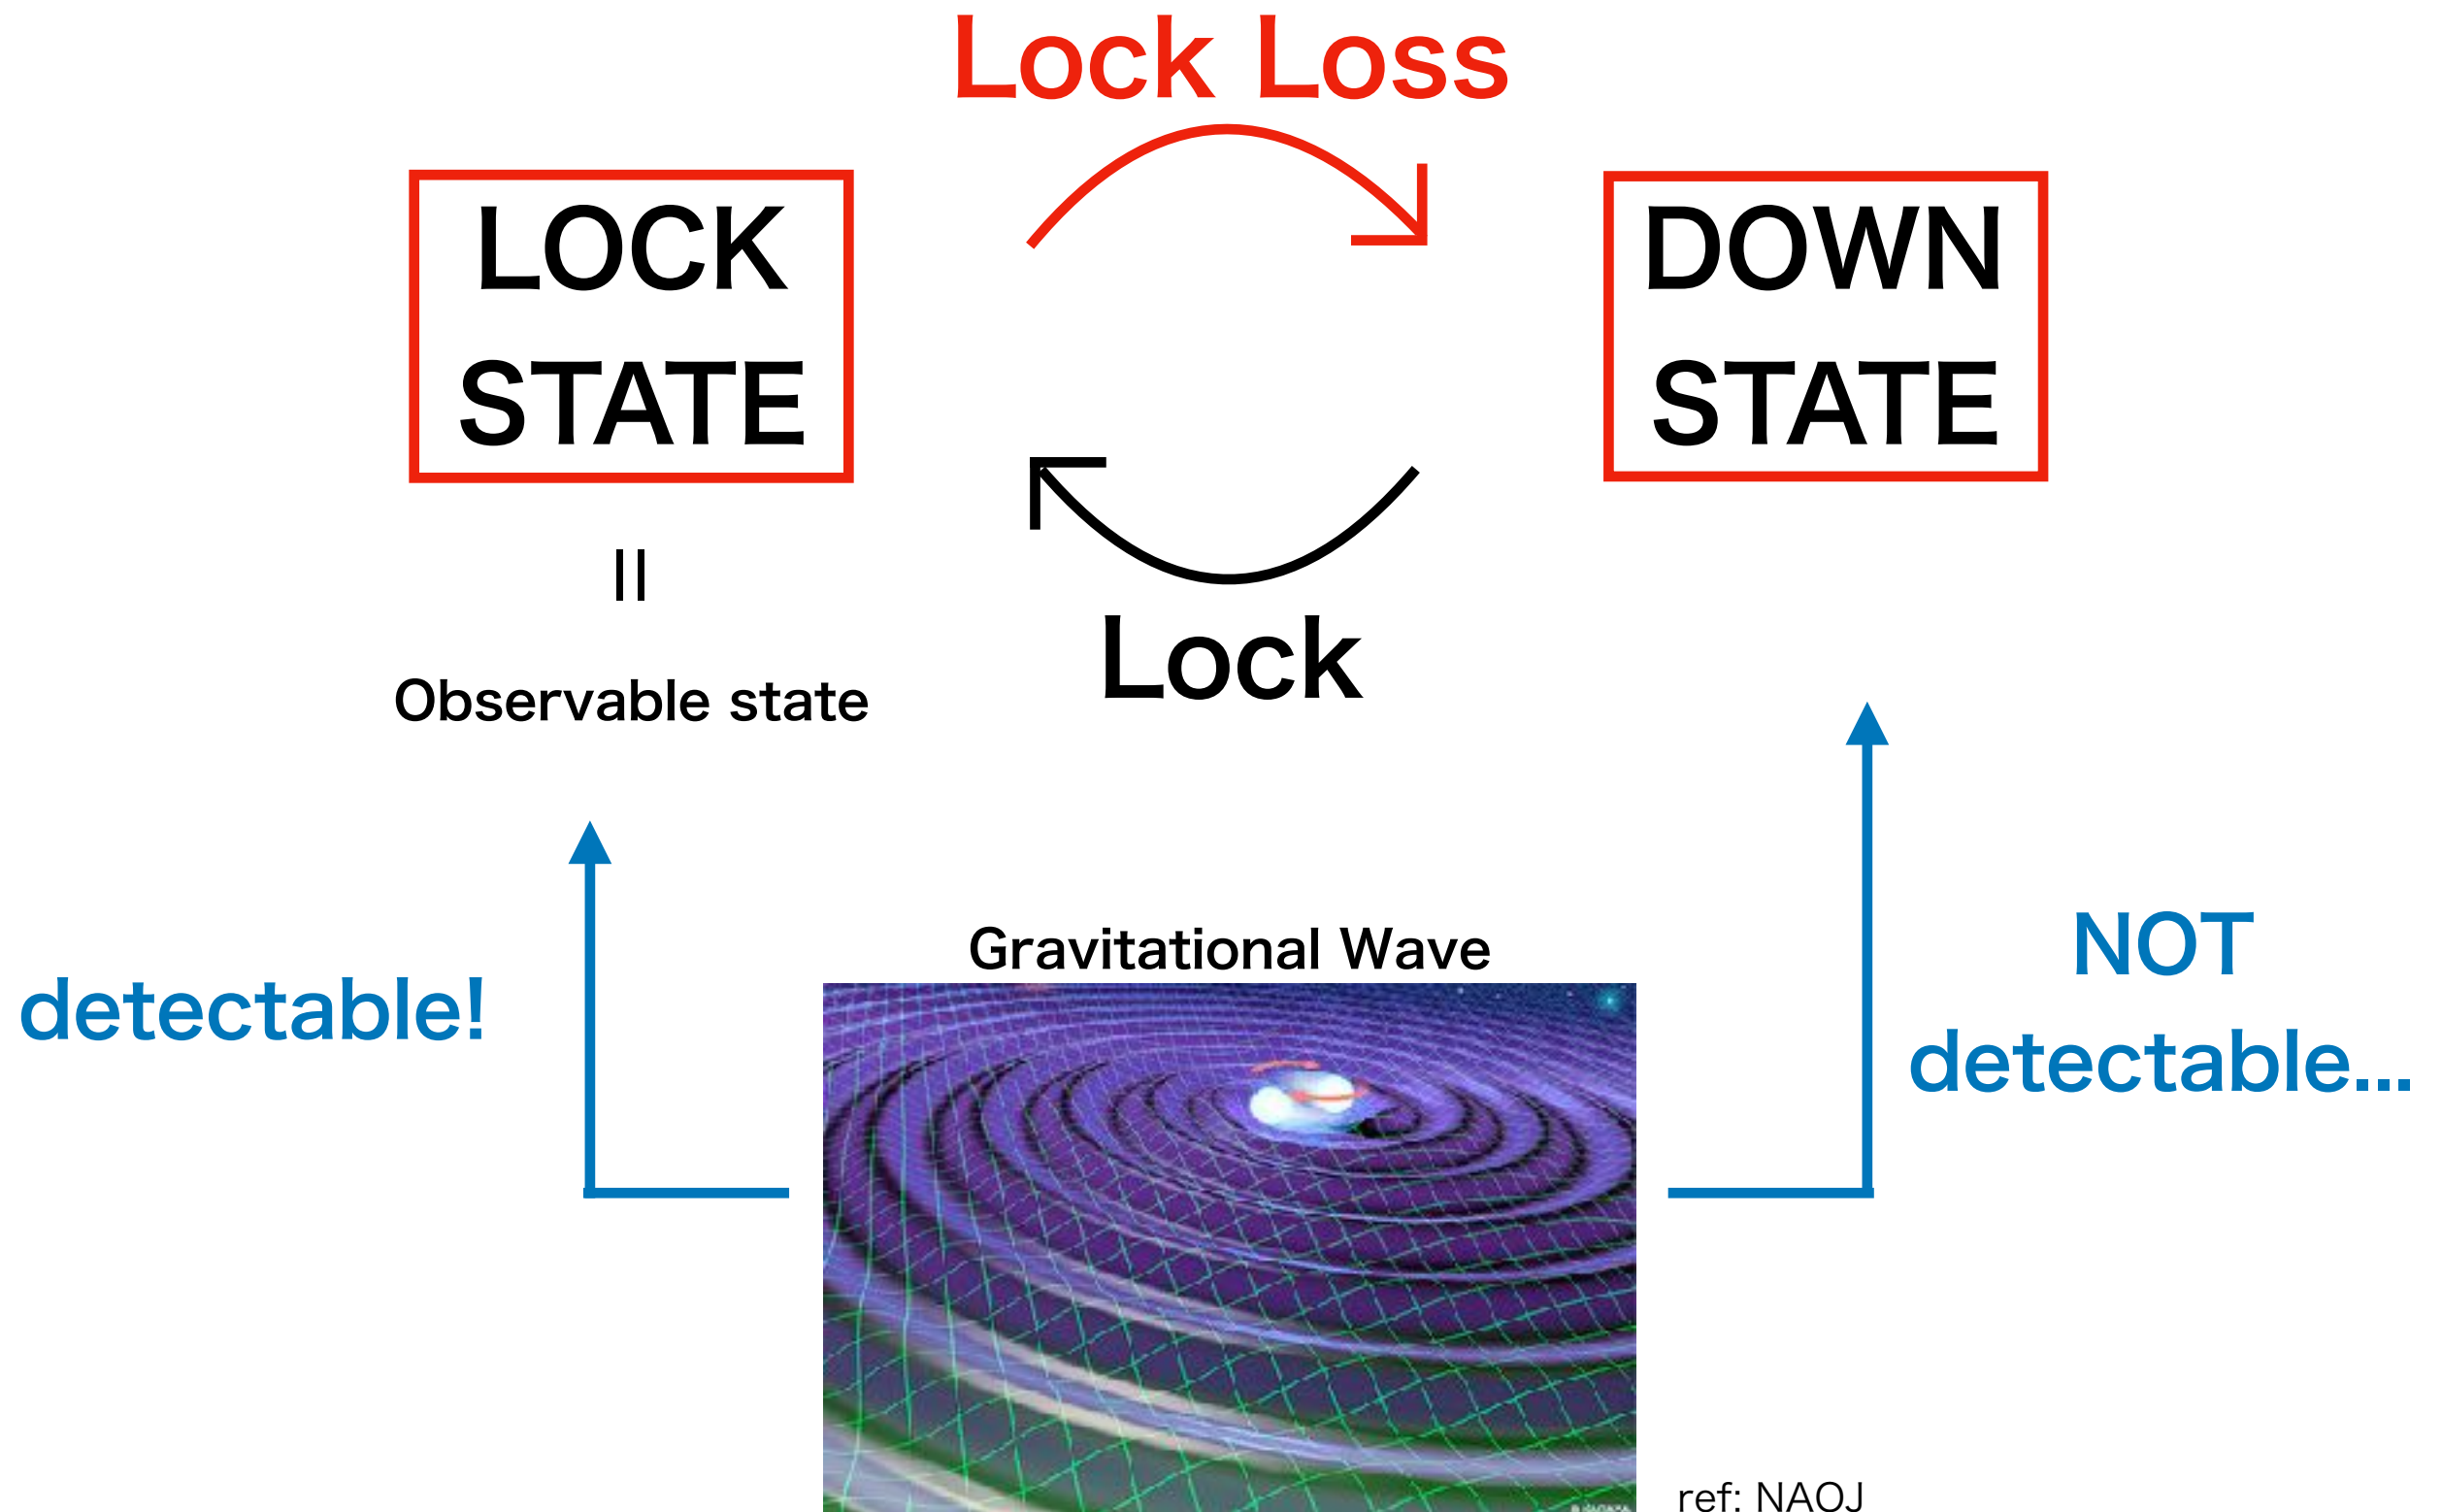 Lock Loss
LOCK
STATE
DOWN
STATE
Lock
Observable state
Gravitational Wave
detectable!
NOT
detectable...
ref: NAOJ